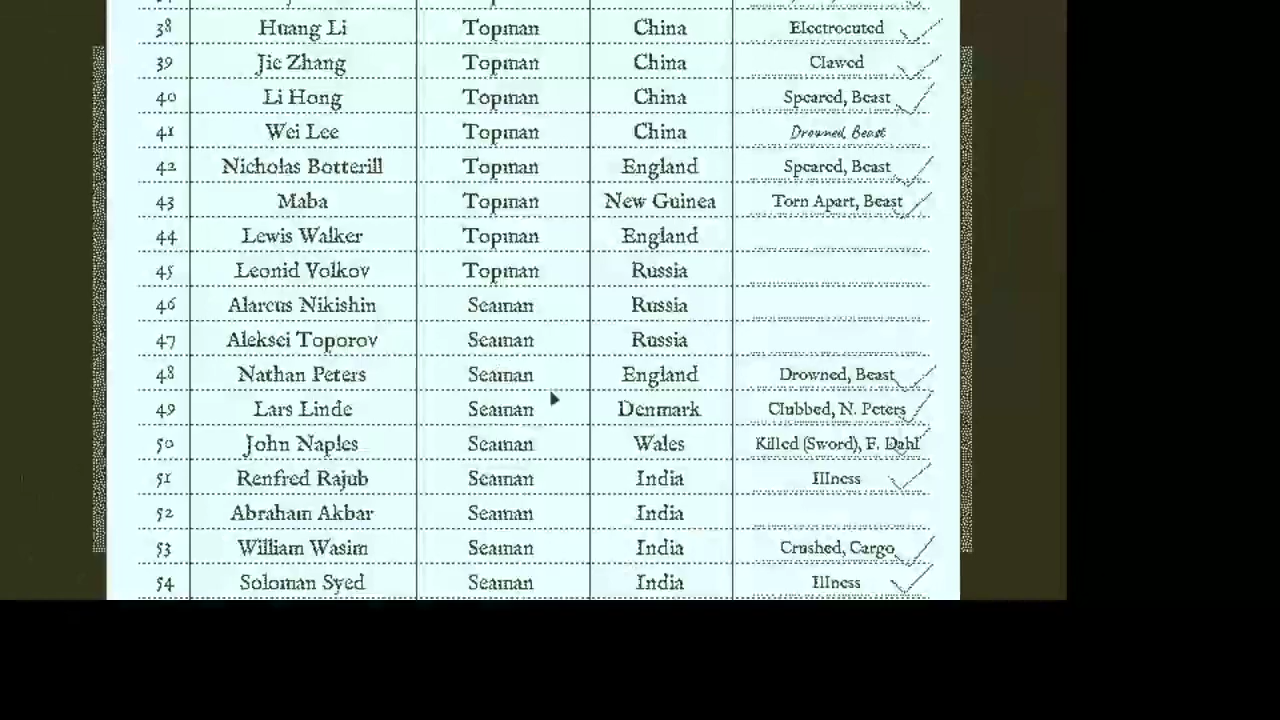 38 Huang Li Topman China Electrocuted
39 Jie Zhang Topman China Clawed
40 Li Hong Topman China Speared, Beast
41 Wei Lee Topman China Drowned, Beast
42 Nicholas Botterill Topman England Speared, Beast
43 Maba Topman New Guinea Torn Apart, Beast
44 Lewis Walker Topman England
45 Leonid Volkov Topman Russia
46 Alarcus Nikishin Seaman Russia
47 Aleksei Toporov Seaman Russia
48 Nathan Peters Seaman England Drowned, Beast
49 Lars Linde Seaman Denmark Clubbed, N. Peters
50 John Naples Seaman Wales Killed (Sword), F. Dahl
51 Renfred Rajub Seaman India Illness
52 Abraham Akbar Seaman India
53 William Wasim Seaman India Crushed, Cargo
54 Soloman Syed Seaman India Illness